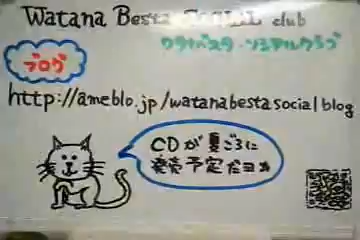 Watana Besta SOCIAL club
ワタナベスタ・ソシアルクラブ
ブログ
http://ameblo.jp/watanabestasocialblog
CDが夏ごろに
発売予定だヨ